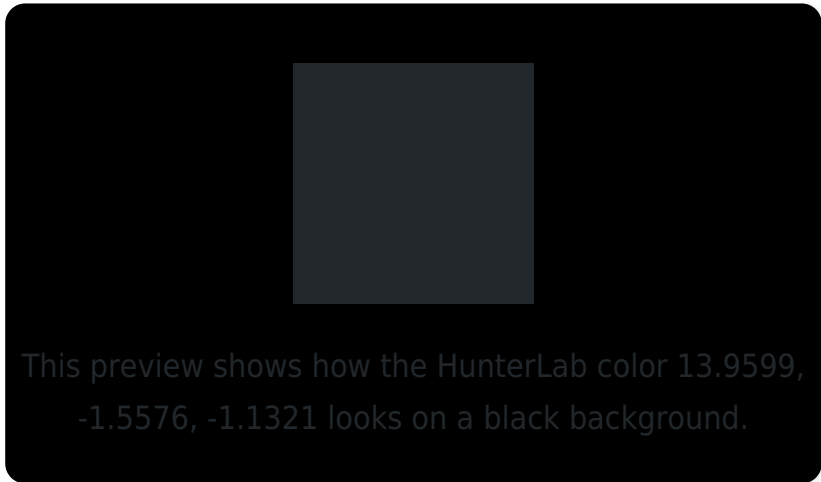 This preview shows how the HunterLab color 13.9599,
-1.5576, -1.1321 looks on a black background.